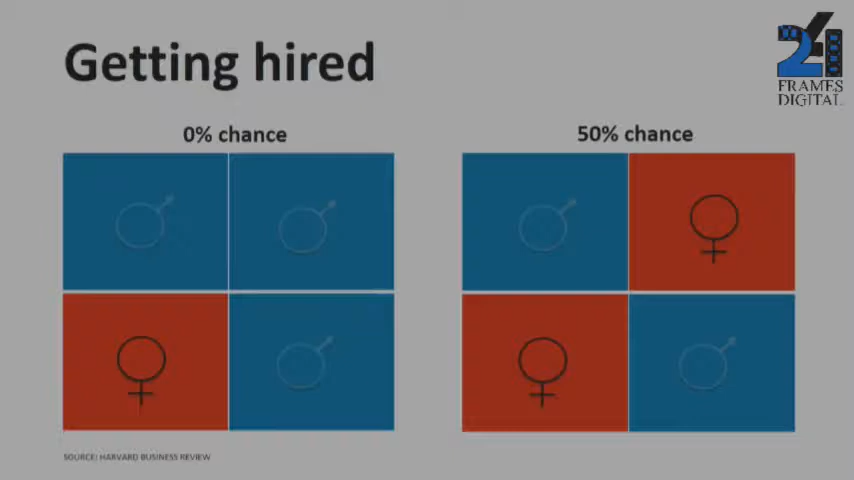 Getting hired
24
FRAMES
DIGITAL
0% chance
50% chance
SOURCE: HARVARD BUSINESS REVIEW